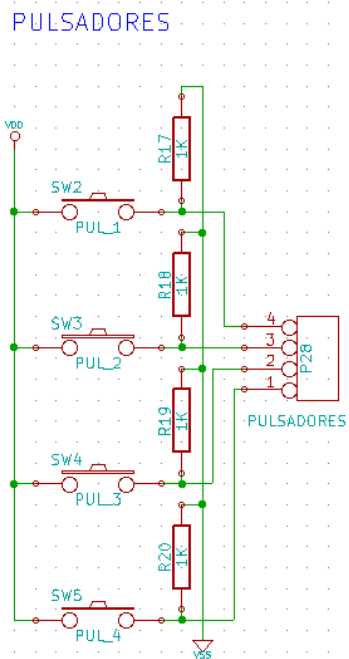 PULSADORES
VDD
R17
1K
SW2
PUL_1
R18
1K
SW3
PUL_2
4
3
2
1
P28
PULSADORES
R19
1K
SW4
PUL_3
R20
1K
SW5
PUL_4
VSS